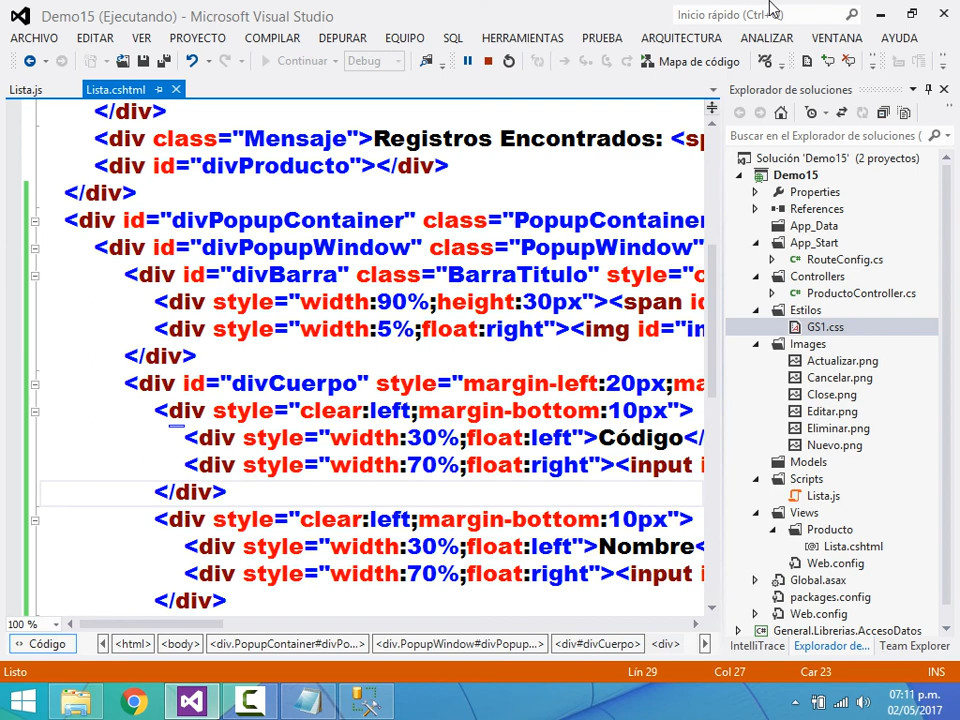 Demo15 (Ejecutando) - Microsoft Visual Studio
Inicio rápido (Ctrl+Q)
ARCHIVO EDITAR VER PROYECTO COMPILAR DEPURAR EQUIPO SQL HERRAMIENTAS PRUEBA ARQUITECTURA ANALIZAR VENTANA AYUDA
Continuar Debug Mapa de código
Lista.js Lista.cshtml
</div>
<div class="Mensaje">Registros Encontrados: <sp
<div id="divProducto"></div>
</div>
<div id="divPopupContainer" class="PopupContainer
<div id="divPopupWindow" class="PopupWindow"
<div id="divBarra" class="BarraTitulo" style="c
<div style="width:90%;height:30px"><span id
<div style="width:5%;float:right"><img id="in
</div>
<div id="divCuerpo" style="margin-left:20px;ma
<div style="clear:left;margin-bottom:10px">
<div style="width:30%;float:left">Código</
<div style="width:70%;float:right"><input i
</div>
<div style="clear:left;margin-bottom:10px">
<div style="width:30%;float:left">Nombre<
<div style="width:70%;float:right"><input i
</div>
100 %
Código <html> <body> <div.PopupContainer#divPo... <div.PopupWindow#divPopup... <div#divCuerpo> <div>
Explorador de soluciones
Buscar en el Explorador de soluciones (
Solución 'Demo15' (2 proyectos)
Demo15
Properties
References
App_Data
App_Start
RouteConfig.cs
Controllers
ProductoController.cs
Estilos
GS1.css
Images
Actualizar.png
Cancelar.png
Close.png
Editar.png
Eliminar.png
Nuevo.png
Models
Scripts
Lista.js
Views
Producto
Lista.cshtml
Web.config
Global.asax
packages.config
Web.config
General.Librerias.AccesoDatos
IntelliTrace Explorador de... Team Explorer
Listo Lín 29 Col 27 Car 23 INS
07:11 p.m.
02/05/2017